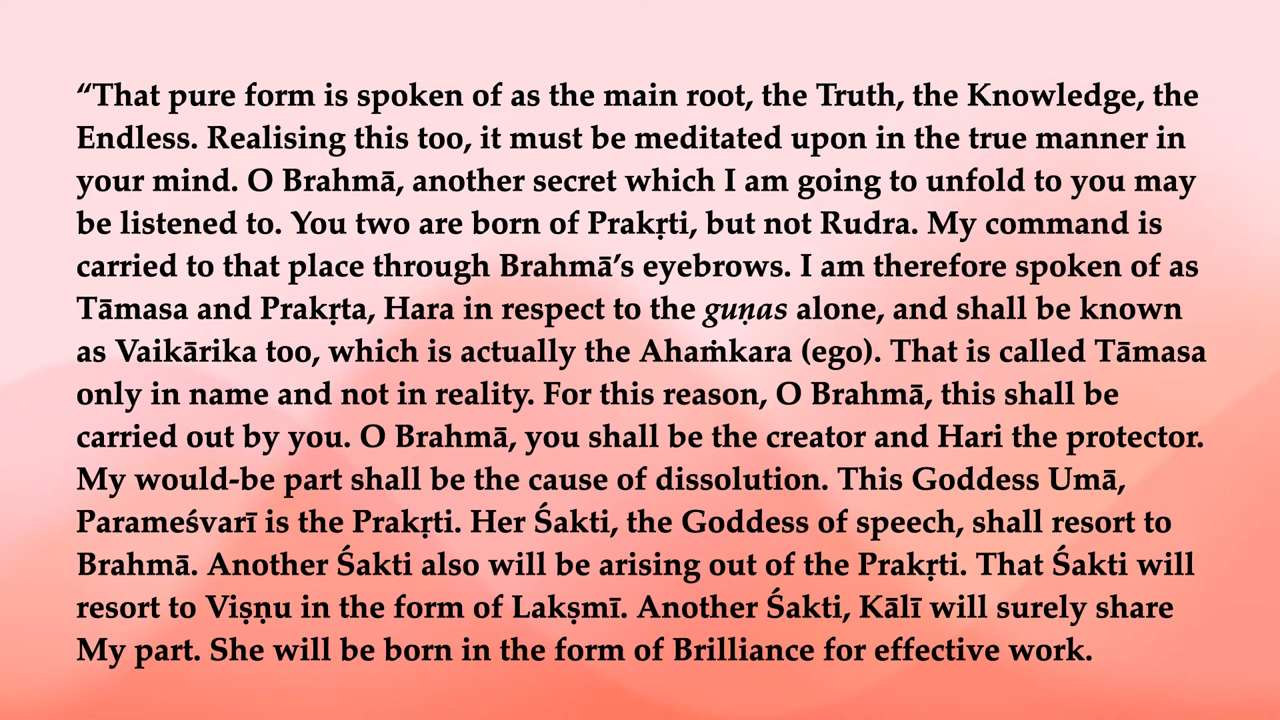 “That pure form is spoken of as the main root, the Truth, the Knowledge, the
Endless. Realising this too, it must be meditated upon in the true manner in
your mind. O Brahmā, another secret which I am going to unfold to you may
be listened to. You two are born of Prakṛti, but not Rudra. My command is
carried to that place through Brahmā’s eyebrows. I am therefore spoken of as
Tāmasa and Prakṛta, Hara in respect to the guṇas alone, and shall be known
as Vaikārika too, which is actually the Ahaṁkara (ego). That is called Tāmasa
only in name and not in reality. For this reason, O Brahmā, this shall be
carried out by you. O Brahmā, you shall be the creator and Hari the protector.
My would-be part shall be the cause of dissolution. This Goddess Umā,
Parameśvarī is the Prakṛti. Her Śakti, the Goddess of speech, shall resort to
Brahmā. Another Śakti also will be arising out of the Prakṛti. That Śakti will
resort to Viṣṇu in the form of Lakṣmī. Another Śakti, Kālī will surely share
My part. She will be born in the form of Brilliance for effective work.